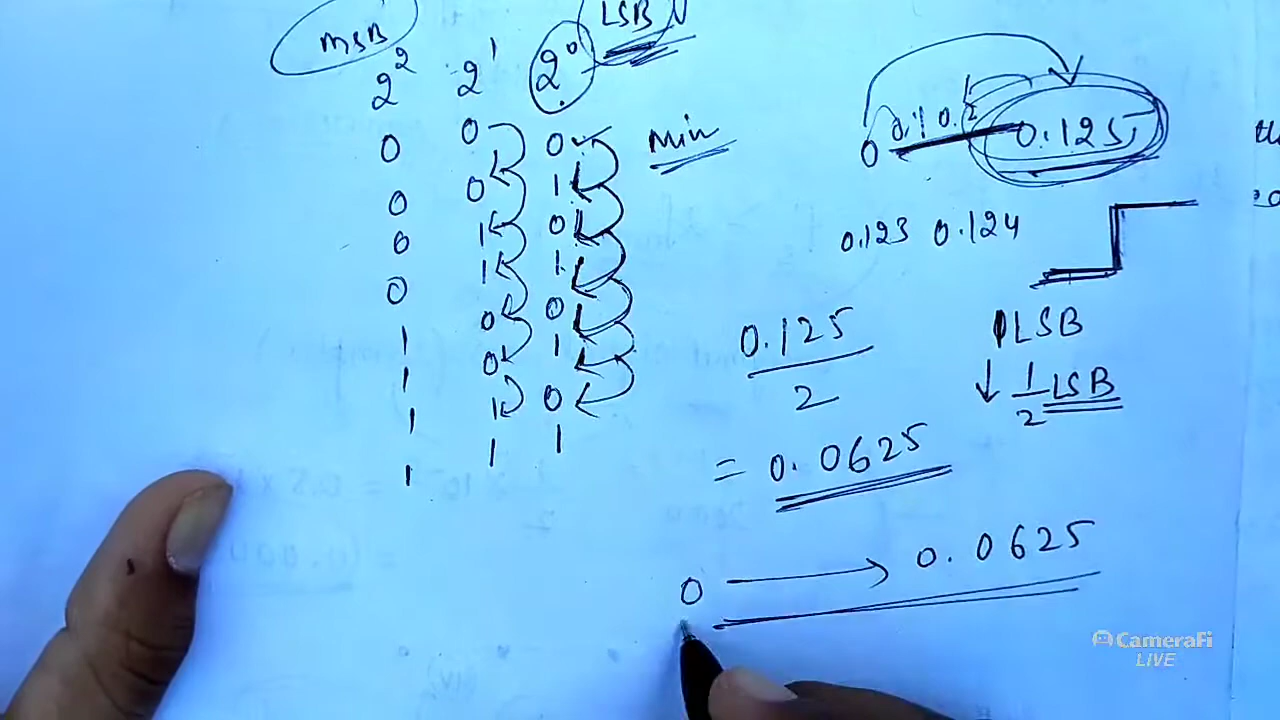 MSB LSB
2² 2¹ 2⁰
0 0 0 Min
0 0 1
0 1 0
0 1 1
1 0 0
1 0 1
1 1 0
1 1 1
0 0.1 0.2 0.125
0.123 0.124
0.125 1LSB
2 ↓ 1/2 LSB
= 0.0625
0 → 0.0625
CameraFi
LIVE